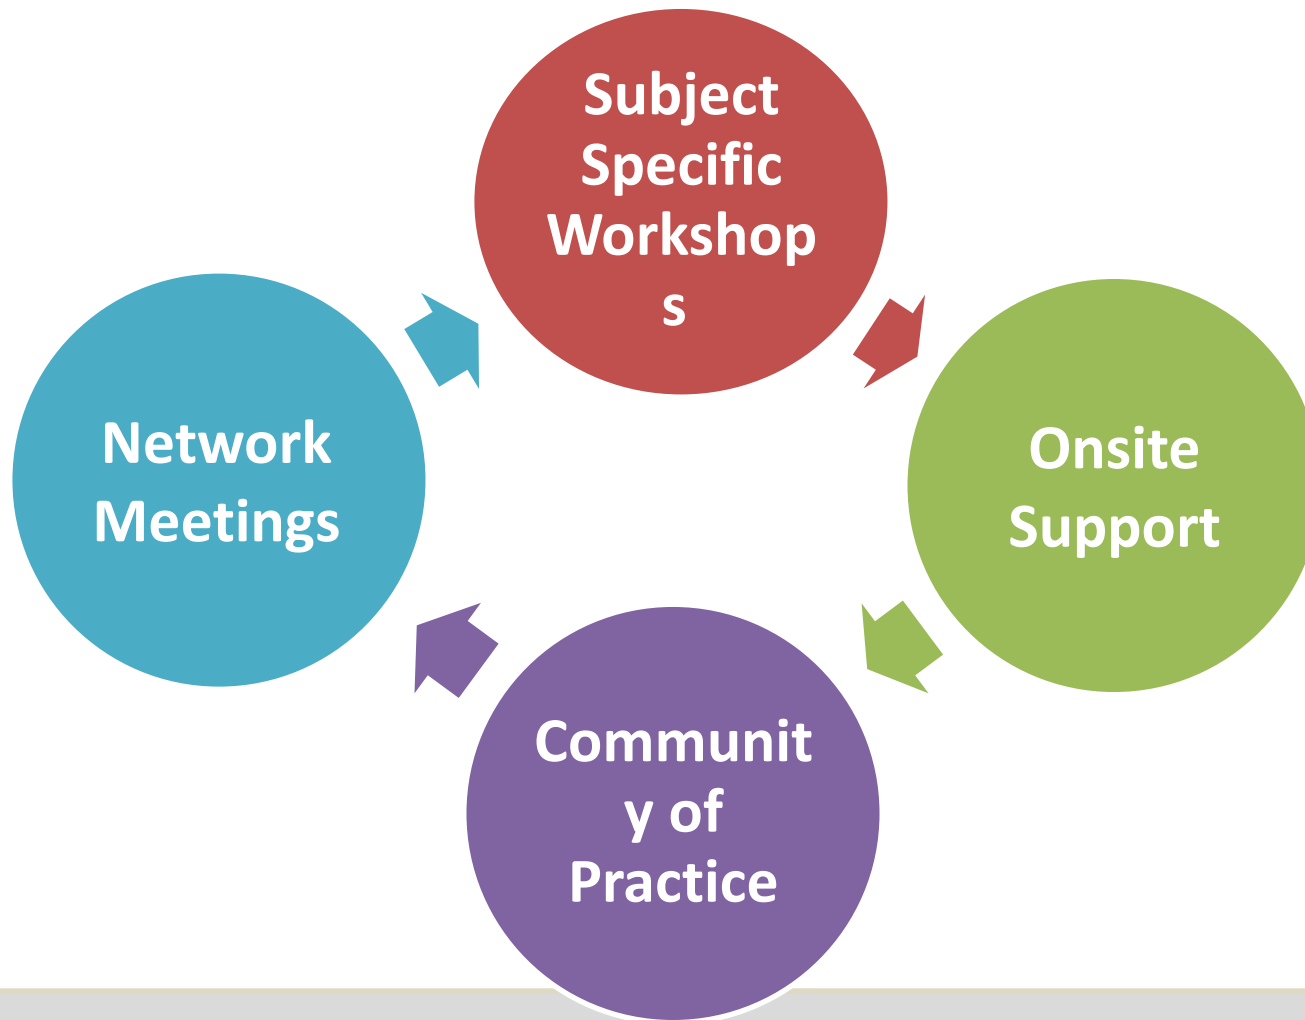 Subject
Specific
Workshop
s
Onsite
Support
Communit
y of
Practice
Network
Meetings